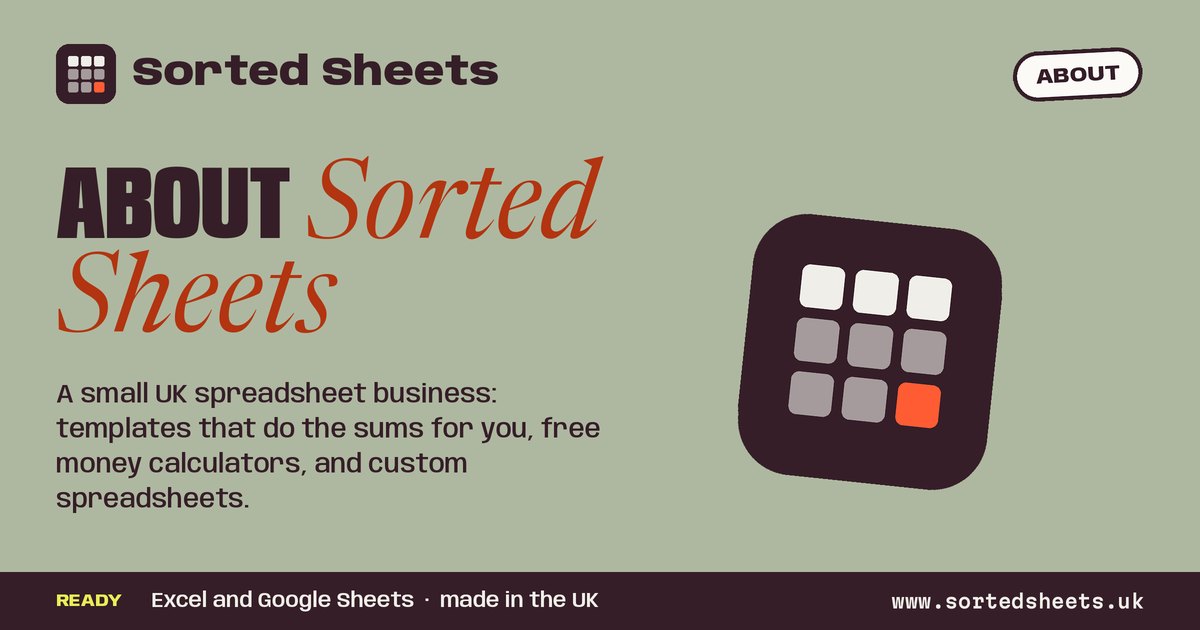 Sorted Sheets
ABOUT
ABOUT Sorted
Sheets
A small UK spreadsheet business:
templates that do the sums for you, free
money calculators, and custom
spreadsheets.
READY Excel and Google Sheets · made in the UK
www.sortedsheets.uk